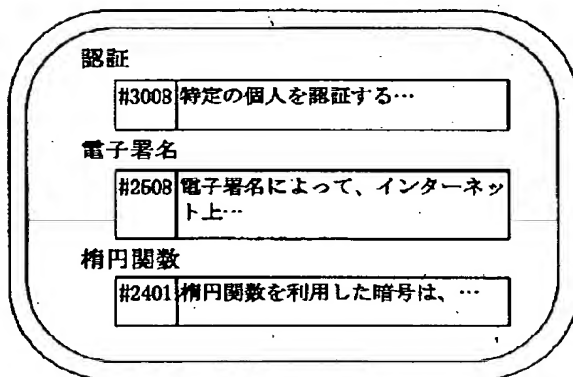 認証
#3008 特定の個人を認証する…
電子署名
#2508 電子署名によって、インターネッ
ト上…
楕円関数
#2401 楕円関数を利用した暗号は、…